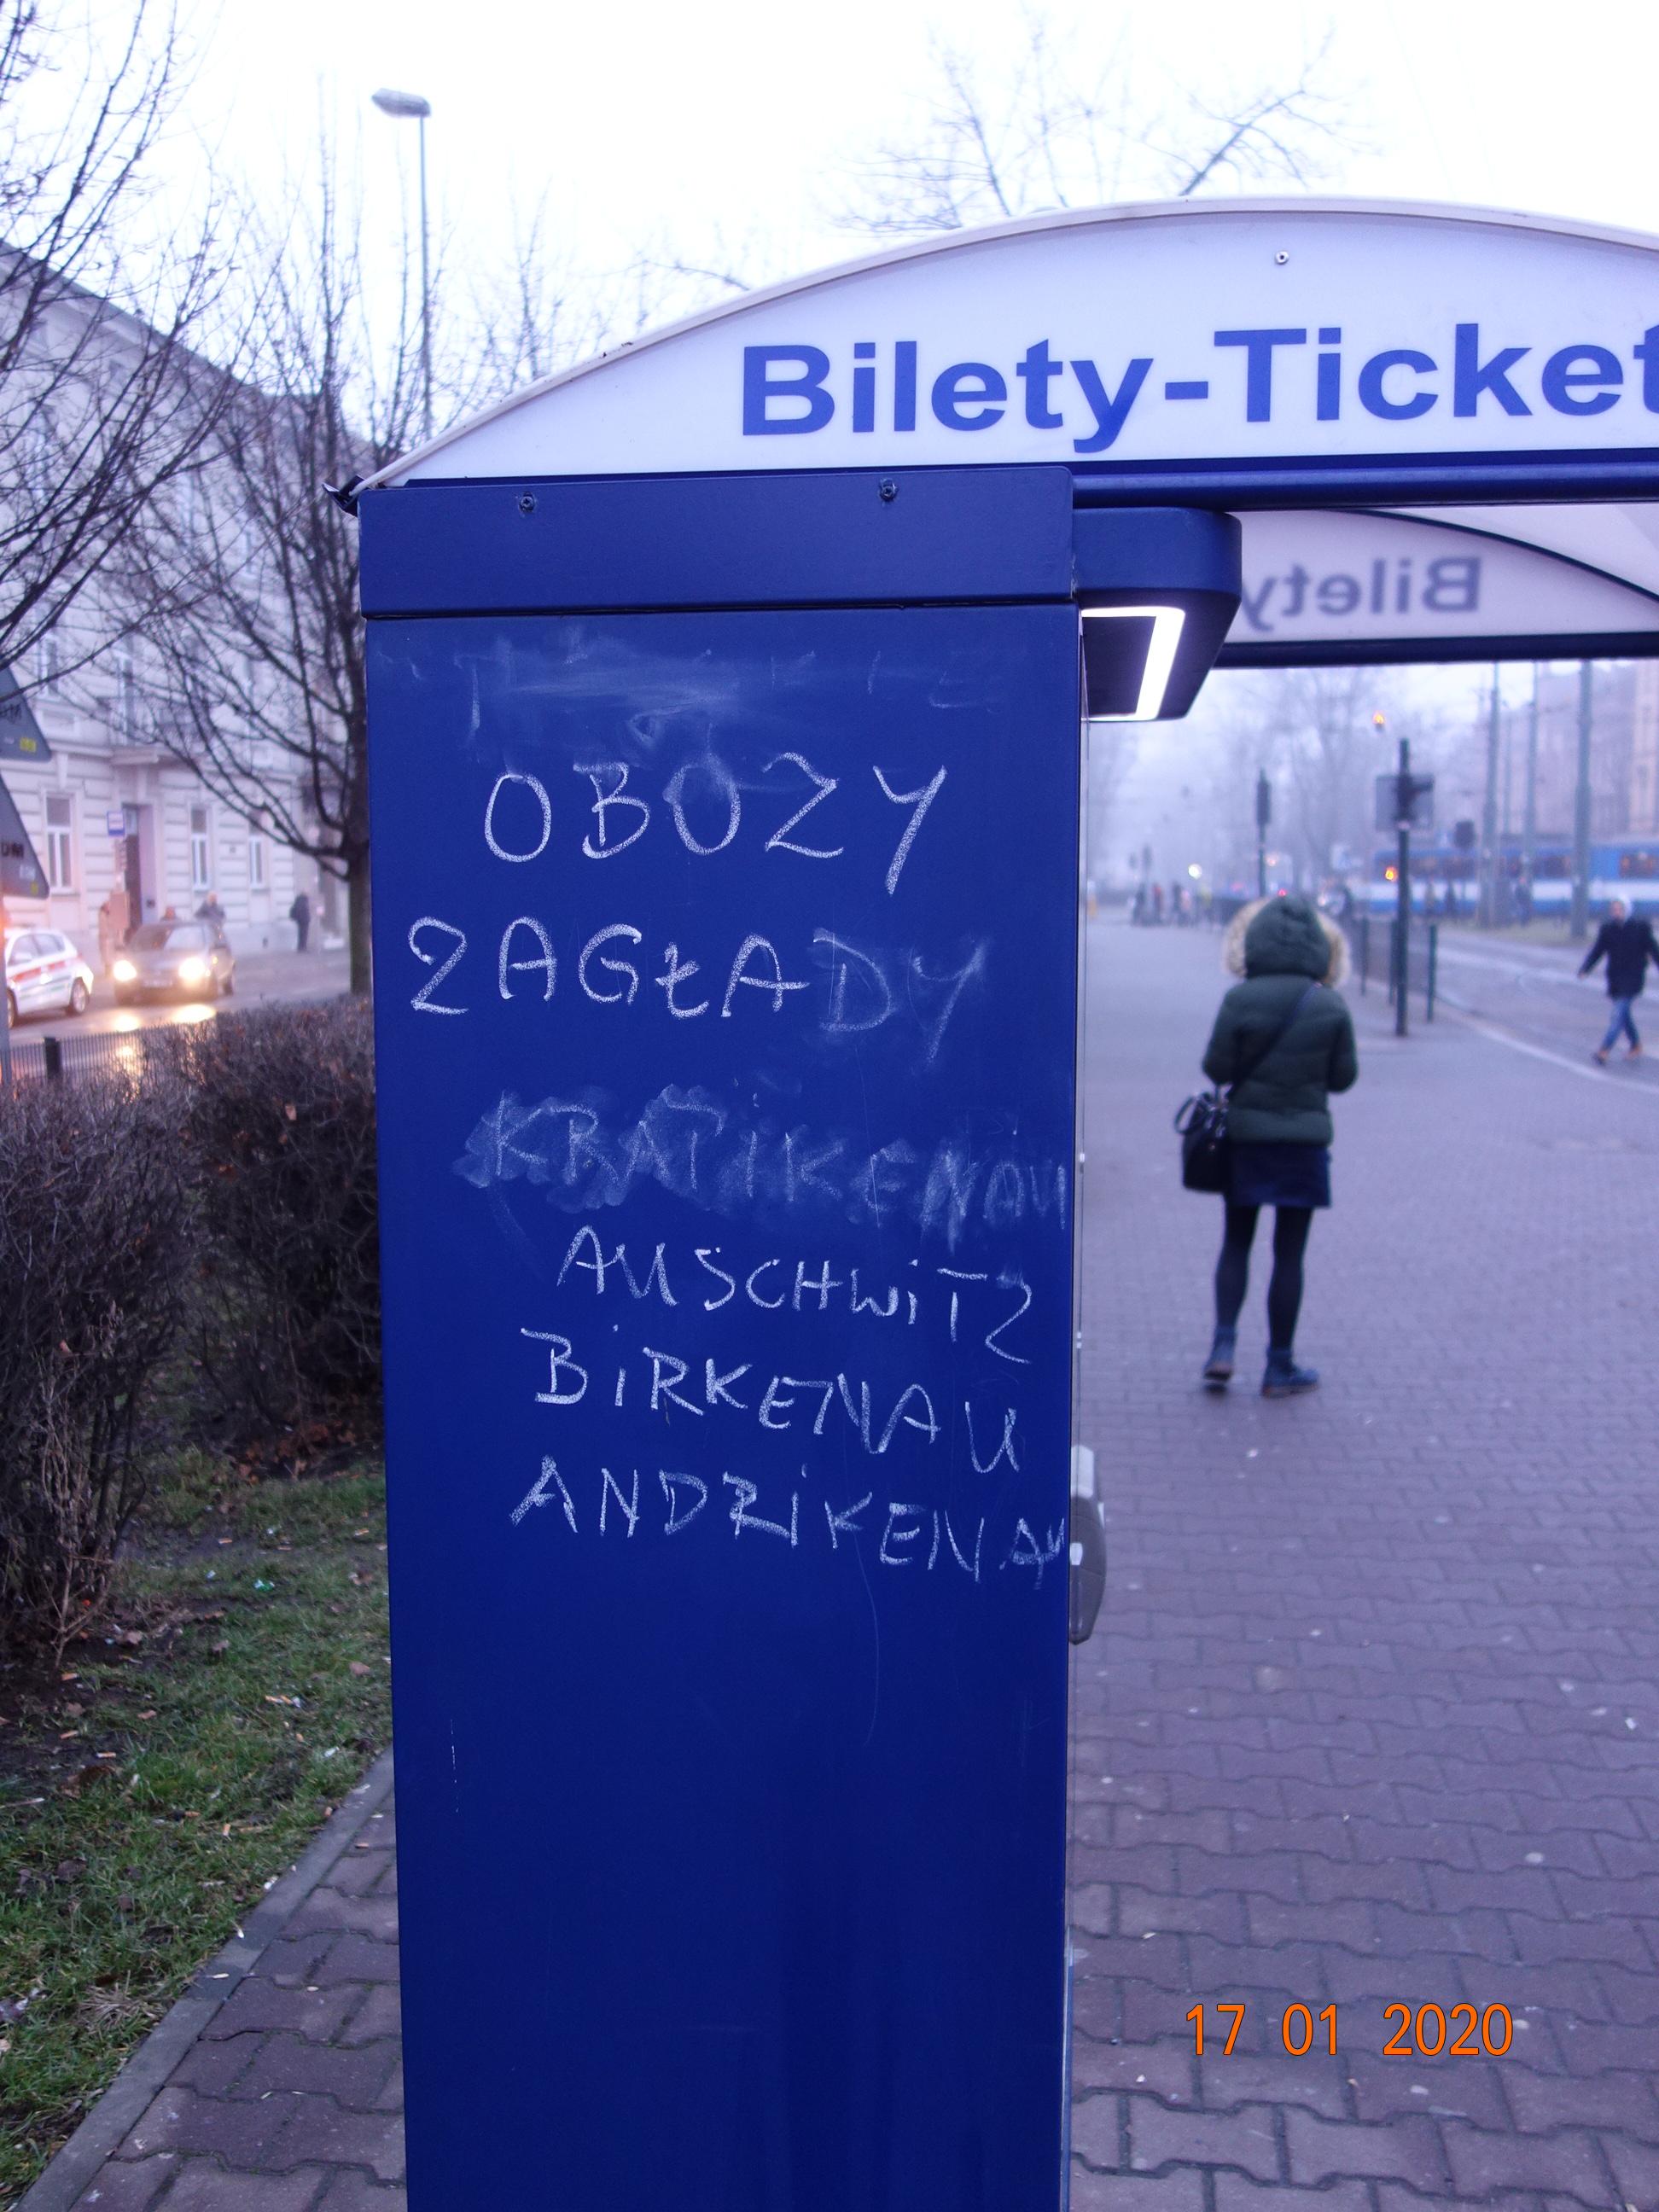 Bilety-Ticket
Bilety
OBOZY
ZAGŁADY
AUSCHWiTZ
BiRKENAU
ANDRiKENAU
17 01 2020